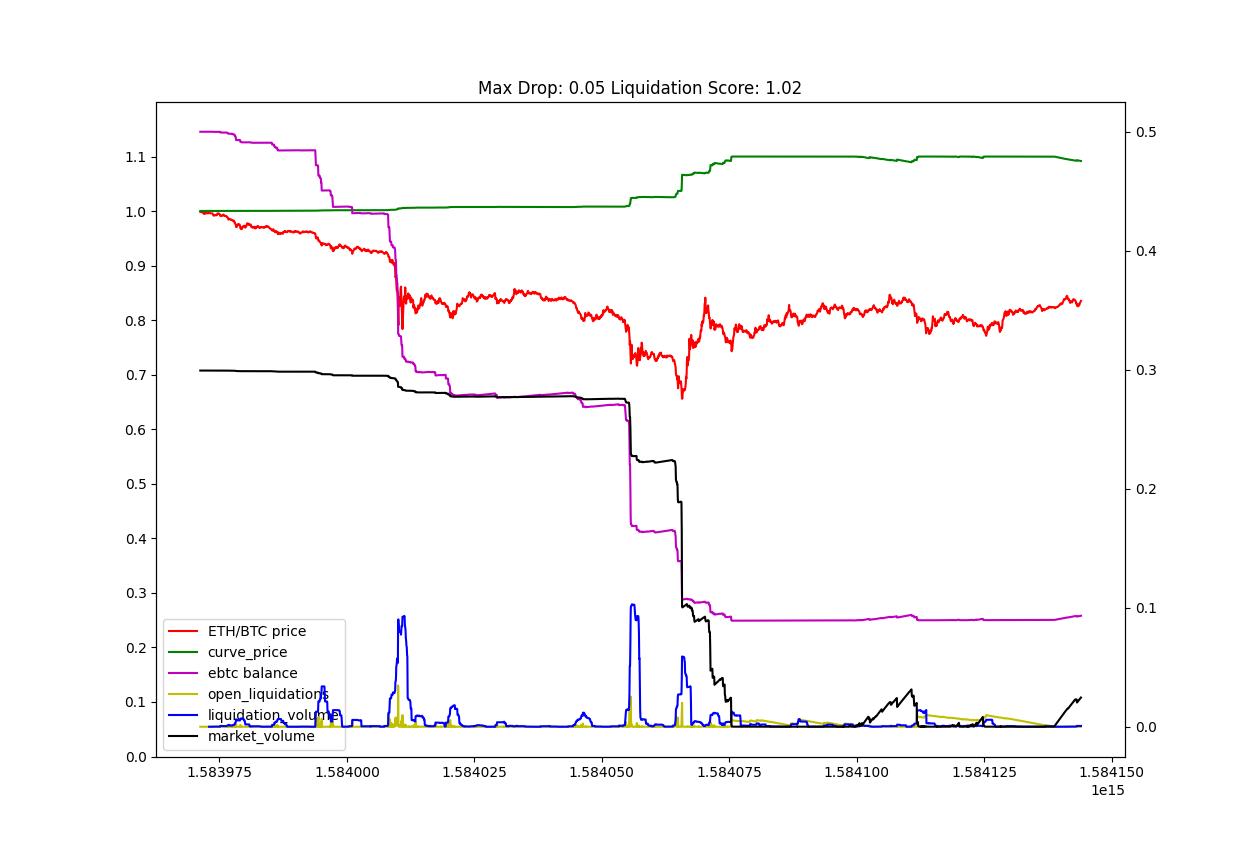 Max Drop: 0.05 Liquidation Score: 1.02
1.1
1.0
0.9
0.8
0.7
0.6
0.5
0.4
0.3
0.2
0.1
0.0
0.5
0.4
0.3
0.2
0.1
0.0
ETH/BTC price
curve_price
ebtc balance
open_liquidations
liquidation_volume
market_volume
1.583975 1.584000 1.584025 1.584050 1.584075 1.584100 1.584125 1.584150
1e15